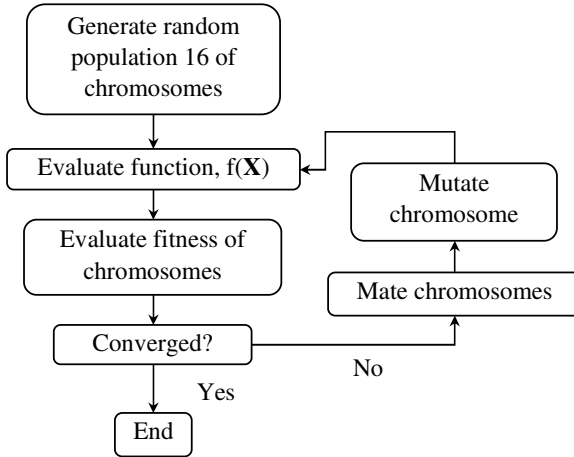 Generate random
population 16 of
chromosomes
Evaluate function, f(X)
Mutate
chromosome
Evaluate fitness of
chromosomes
Mate chromosomes
Converged?
No
Yes
End